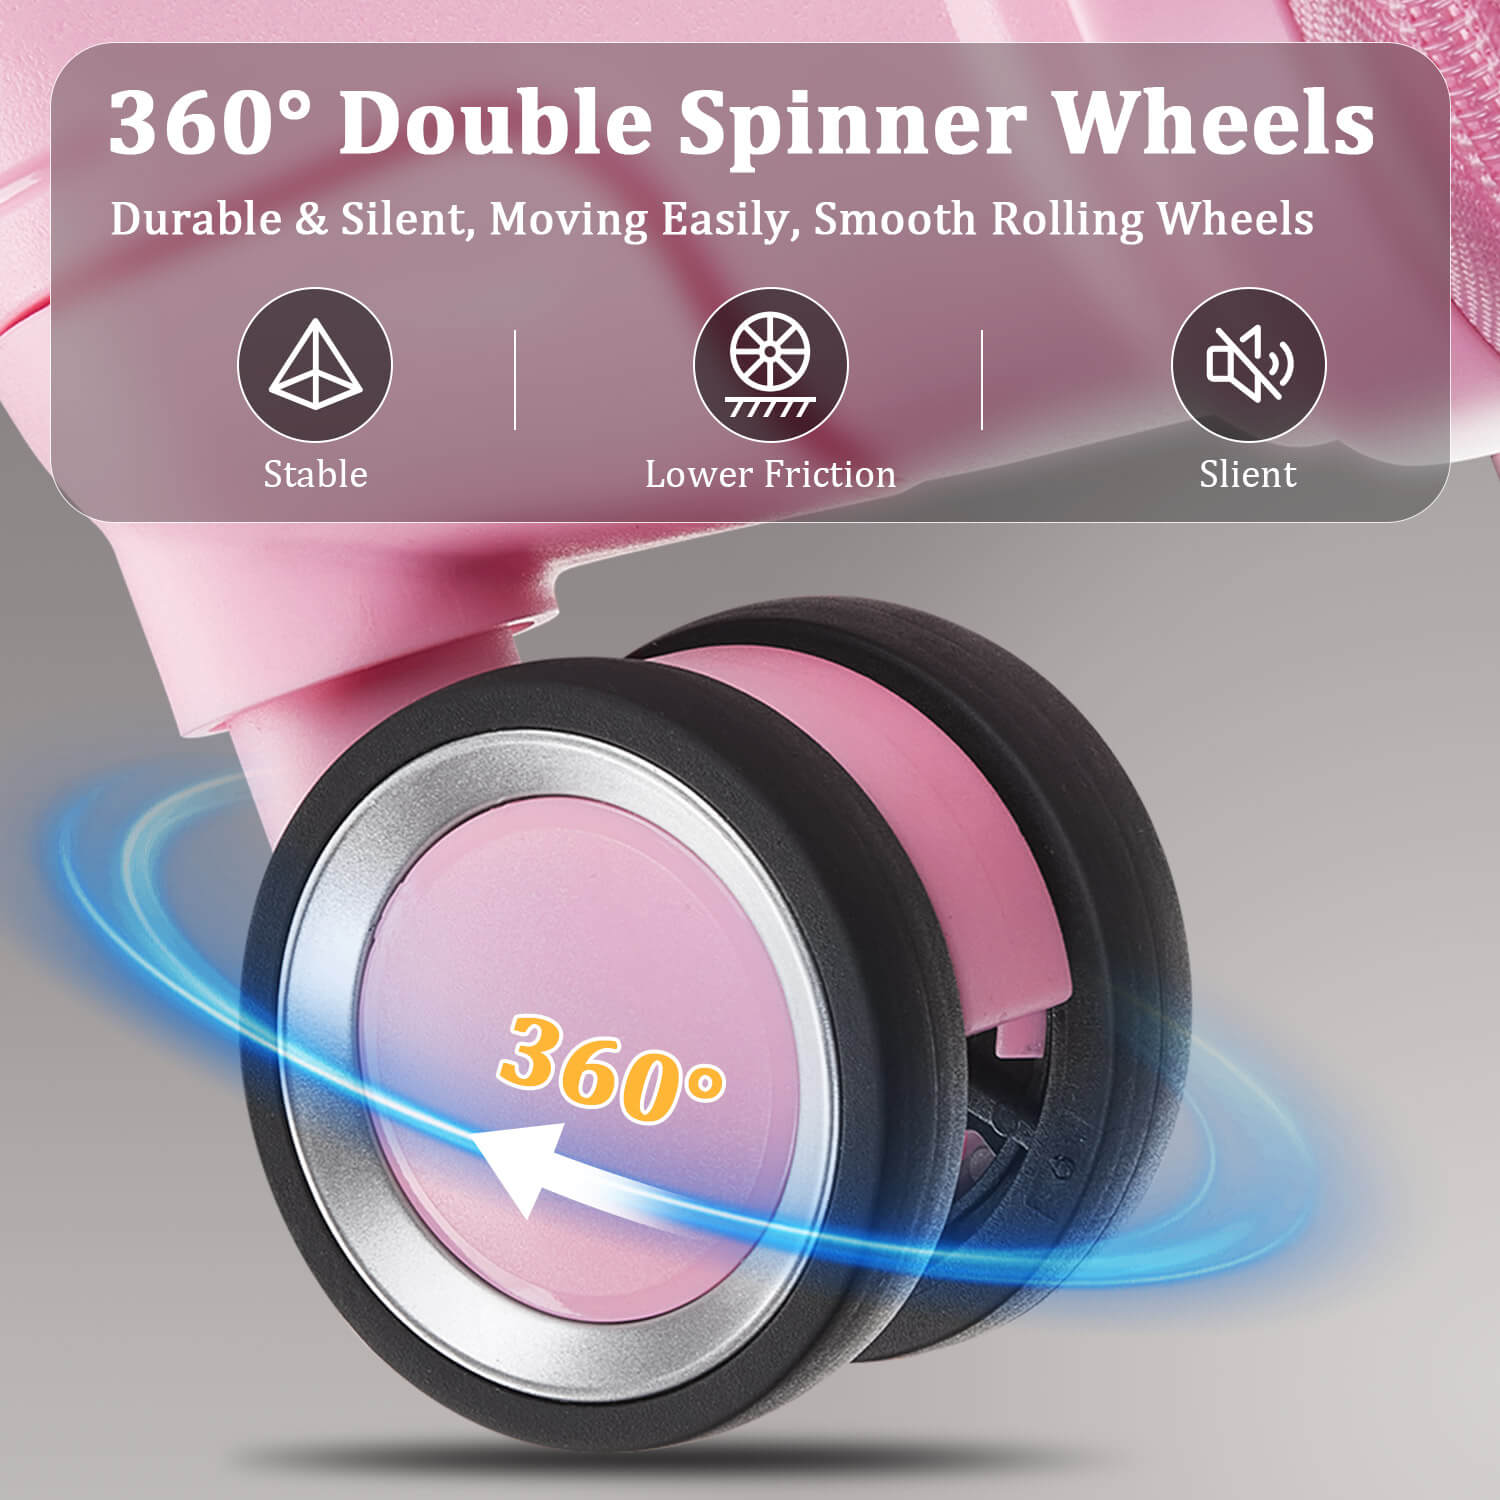 360° Double Spinner Wheels
Durable & Silent, Moving Easily, Smooth Rolling Wheels
Stable
Lower Friction
Slient
360°